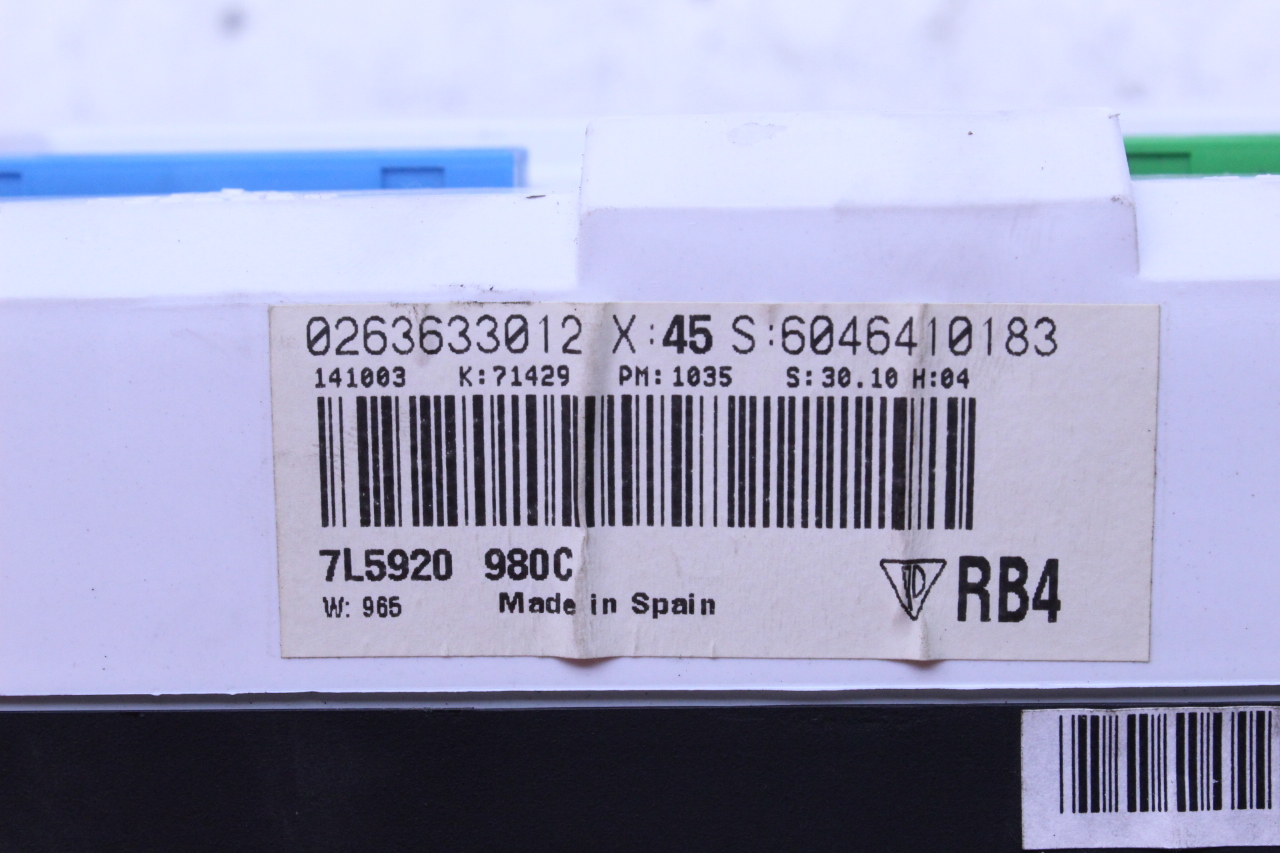 0263633012 X:45 S:6046410183
141003 K:71429 PM:1035 S:30.10 H:04
7L5920 980C
W: 965 Made in Spain
RB4